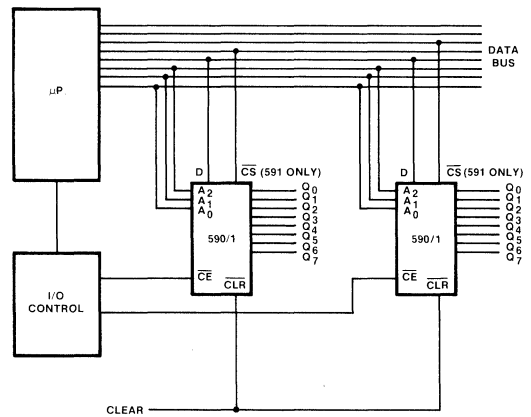 μP
DATA
BUS
D
CS (591 ONLY)
A2
A1
A0
590/1
CE
CLR
Q0
Q1
Q2
Q3
Q4
Q5
Q6
Q7
D
CS (591 ONLY)
A2
A1
A0
590/1
CE
CLR
Q0
Q1
Q2
Q3
Q4
Q5
Q6
Q7
I/O
CONTROL
CLEAR